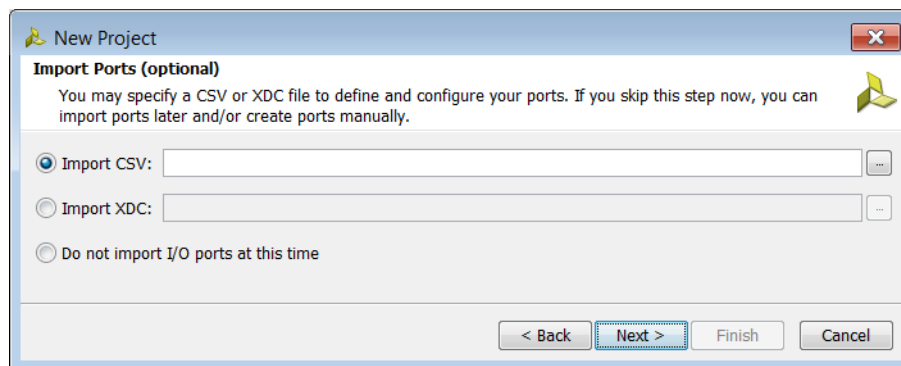 New Project
Import Ports (optional)
You may specify a CSV or XDC file to define and configure your ports. If you skip this step now, you can
import ports later and/or create ports manually.
Import CSV: ...
Import XDC: ...
Do not import I/O ports at this time
< Back Next > Finish Cancel